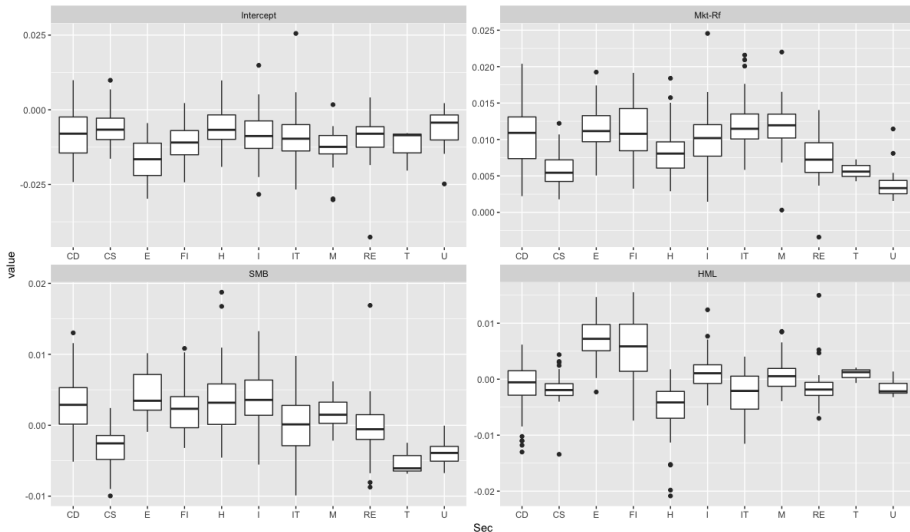 Intercept
Mkt-Rf
0.025
0.000
-0.025
0.025
0.020
0.015
0.010
0.005
0.000
CD CS E FI H I IT M RE T U
CD CS E FI H I IT M RE T U
value
SMB
HML
0.02
0.01
0.00
-0.01
0.01
0.00
-0.01
-0.02
CD CS E FI H I IT M RE T U
CD CS E FI H I IT M RE T U
Sec